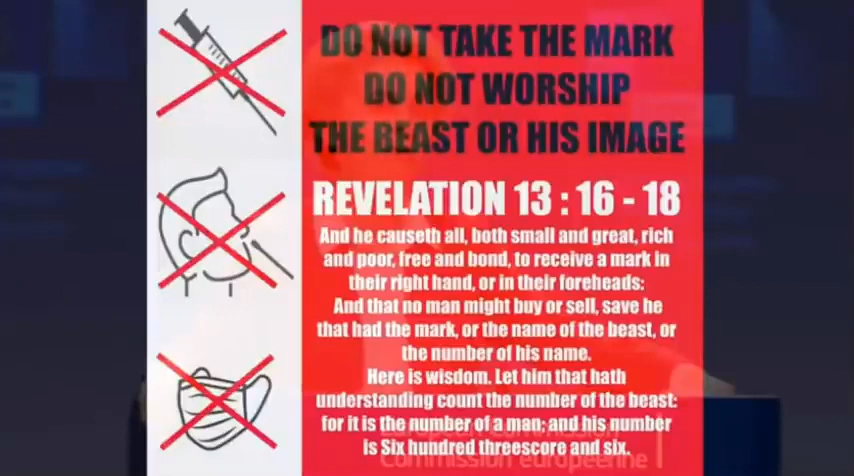 DO NOT TAKE THE MARK
DO NOT WORSHIP
THE BEAST OR HIS IMAGE
REVELATION 13 : 16 - 18
And he causeth all, both small and great, rich
and poor, free and bond, to receive a mark in
their right hand, or in their foreheads:
And that no man might buy or sell, save he
that had the mark, or the name of the beast, or
the number of his name.
Here is wisdom. Let him that hath
understanding count the number of the beast:
for it is the number of a man; and his number
is Six hundred threescore and six.
European Commission
Commission européenne